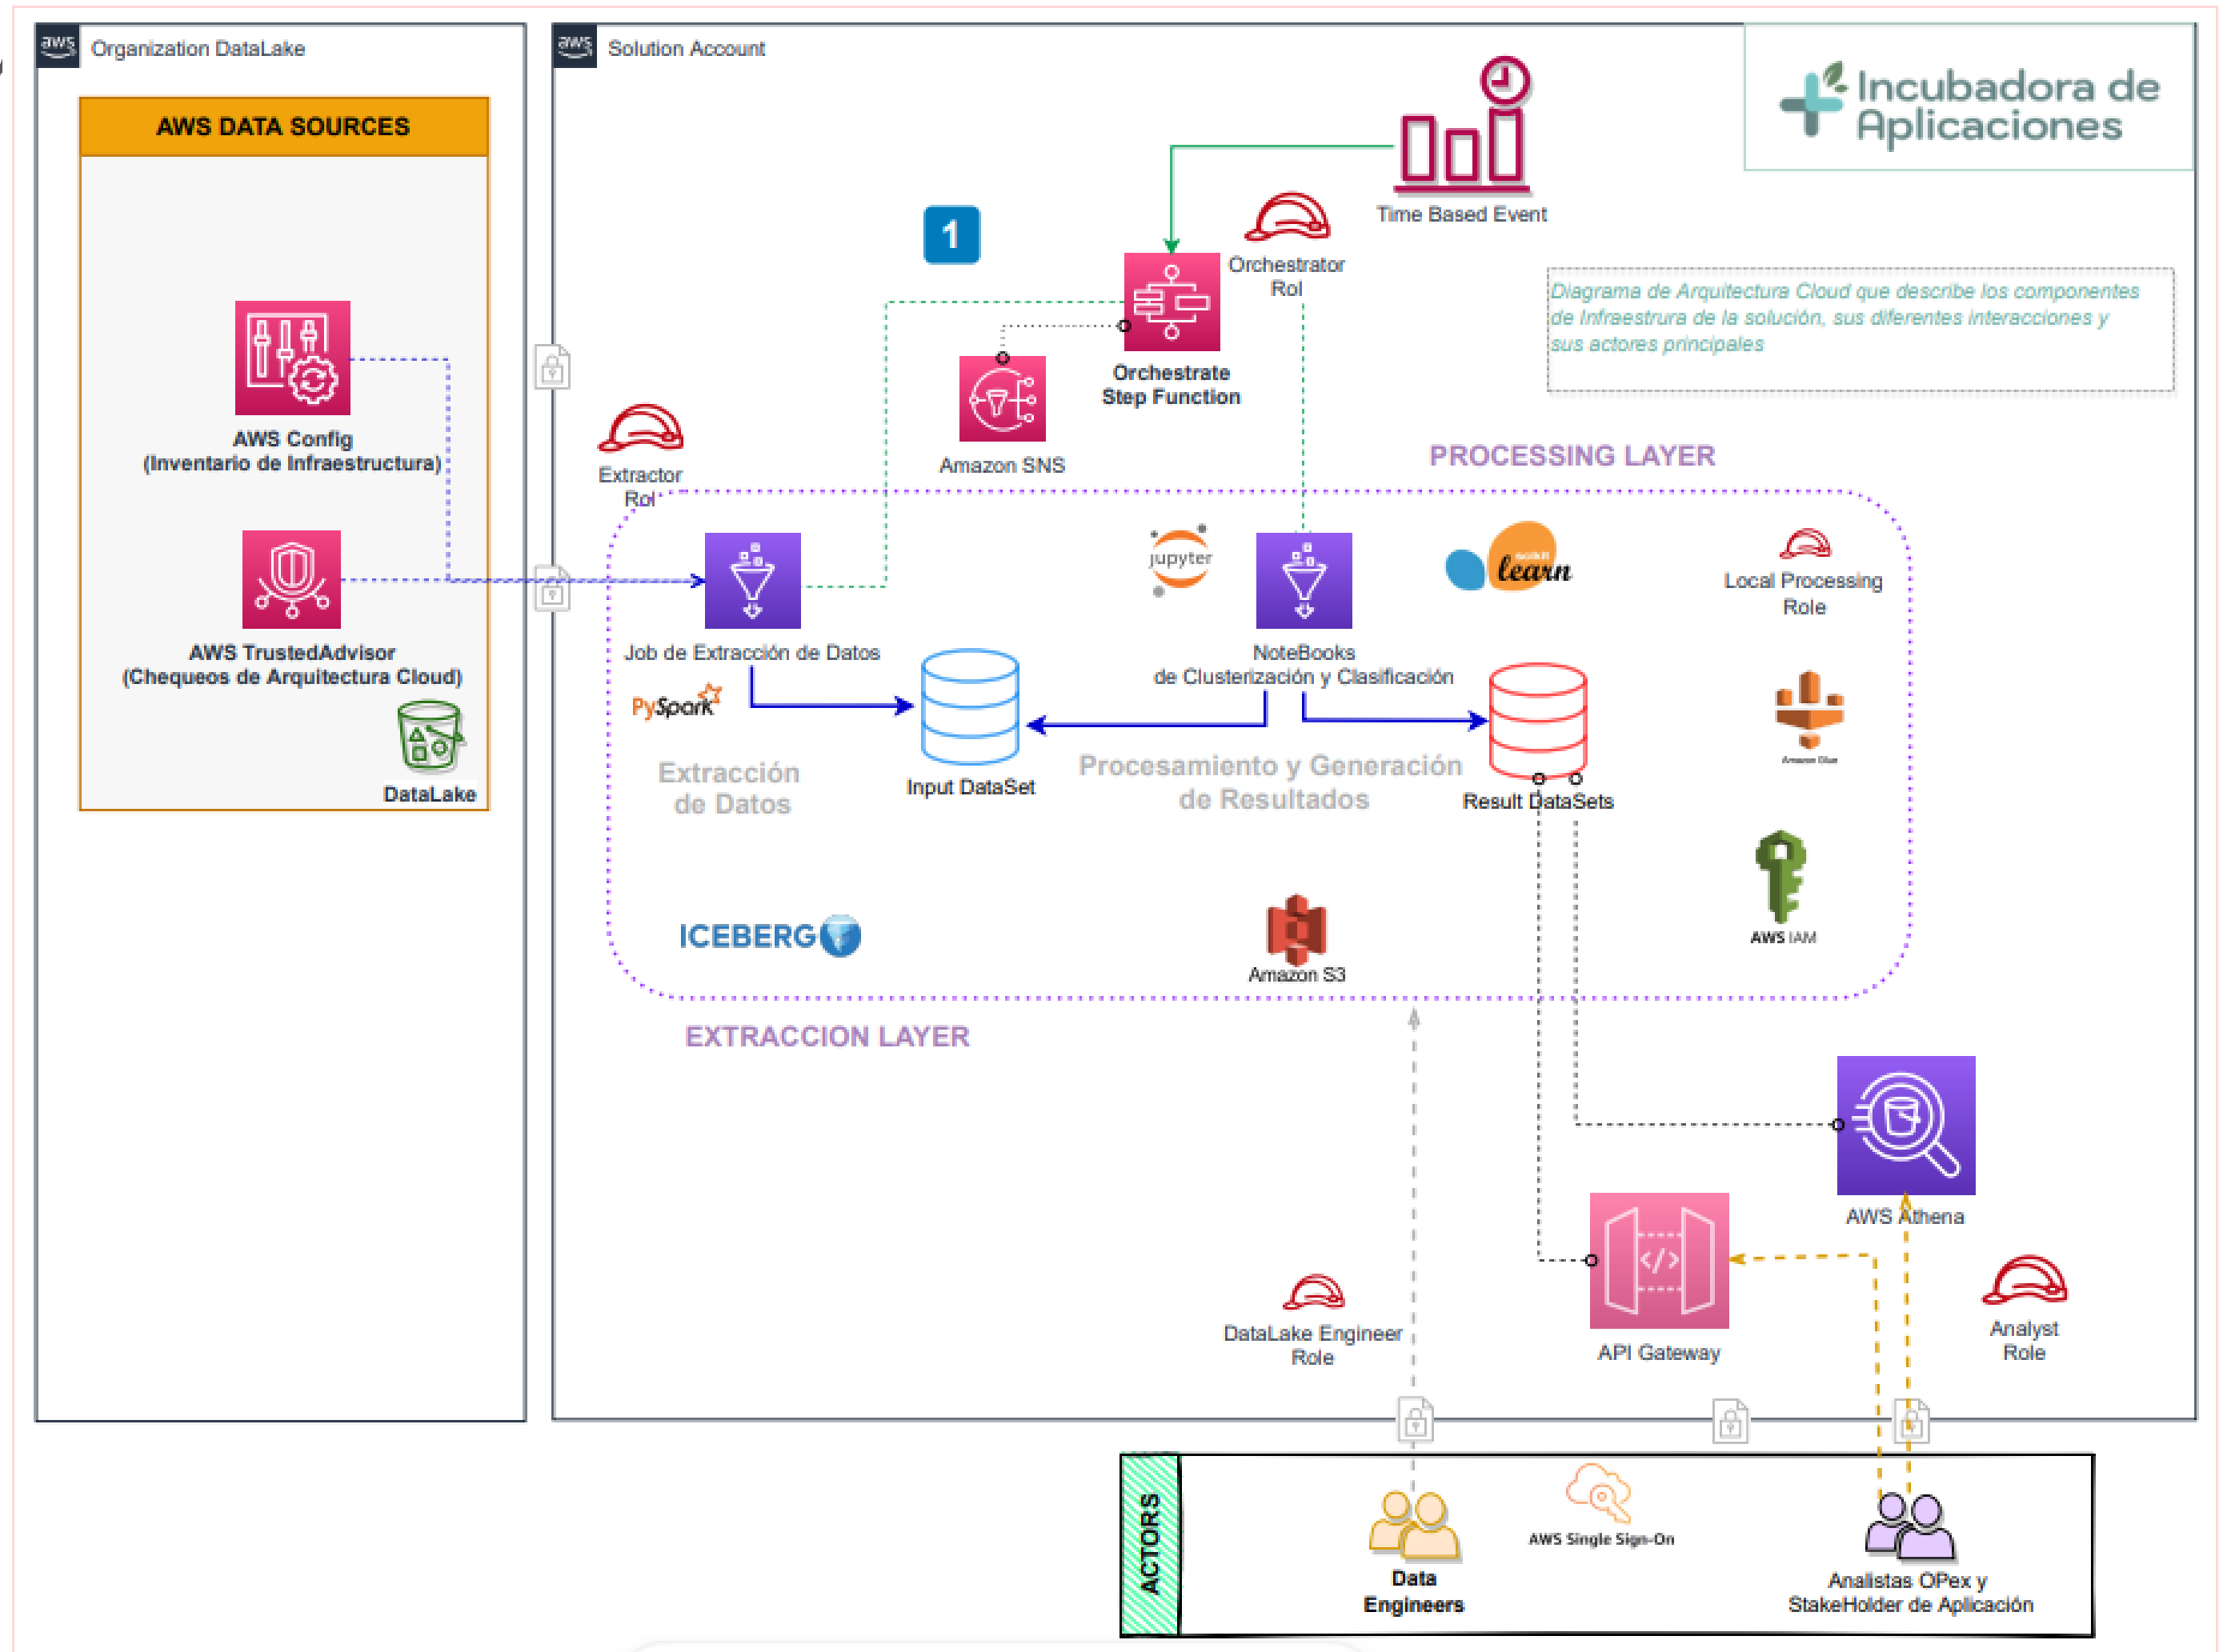 aws
Organization DataLake
AWS DATA SOURCES
AWS Config
(Inventario de Infraestructura)
AWS TrustedAdvisor
(Chequeos de Arquitectura Cloud)
DataLake
aws
Solution Account
Incubadora de
Aplicaciones
Time Based Event
1
Orchestrator
Rol
Orchestrate
Step Function
Amazon SNS
Diagrama de Arquitectura Cloud que describe los componentes
de Infraestrura de la solución, sus diferentes interacciones y
sus actores principales
Extractor
Rol
PROCESSING LAYER
Job de Extracción de Datos
PySpark
Extracción
de Datos
Input DataSet
jupyter
NoteBooks
de Clusterización y Clasificación
scikit
learn
Local Processing
Role
Procesamiento y Generación
de Resultados
Result DataSets
Amazon Glue
AWS IAM
ICEBERG
Amazon S3
EXTRACCION LAYER
AWS Athena
API Gateway
DataLake Engineer
Role
Analyst
Role
ACTORS
Data
Engineers
AWS Single Sign-On
Analistas OPex y
StakeHolder de Aplicación